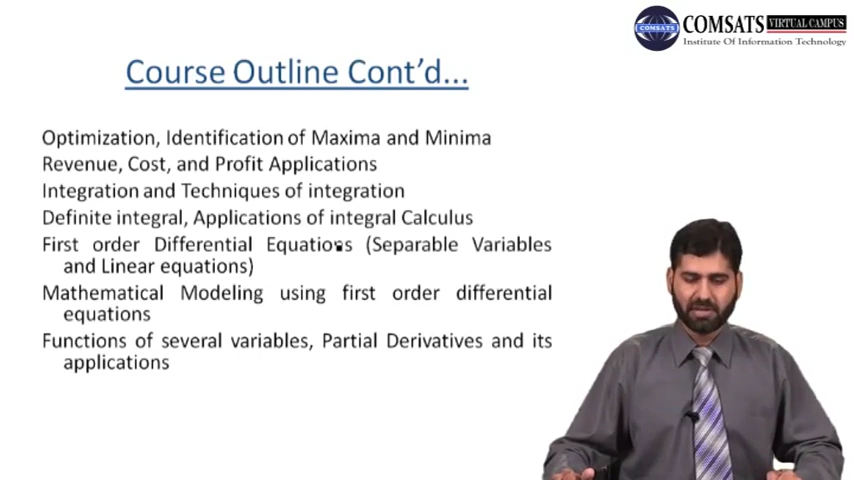 COMSATS VIRTUAL CAMPUS
COMSATS
Institute Of Information Technology
Course Outline Cont'd...
Optimization, Identification of Maxima and Minima
Revenue, Cost, and Profit Applications
Integration and Techniques of integration
Definite integral, Applications of integral Calculus
First order Differential Equations (Separable Variables
and Linear equations)
Mathematical Modeling using first order differential
equations
Functions of several variables, Partial Derivatives and its
applications